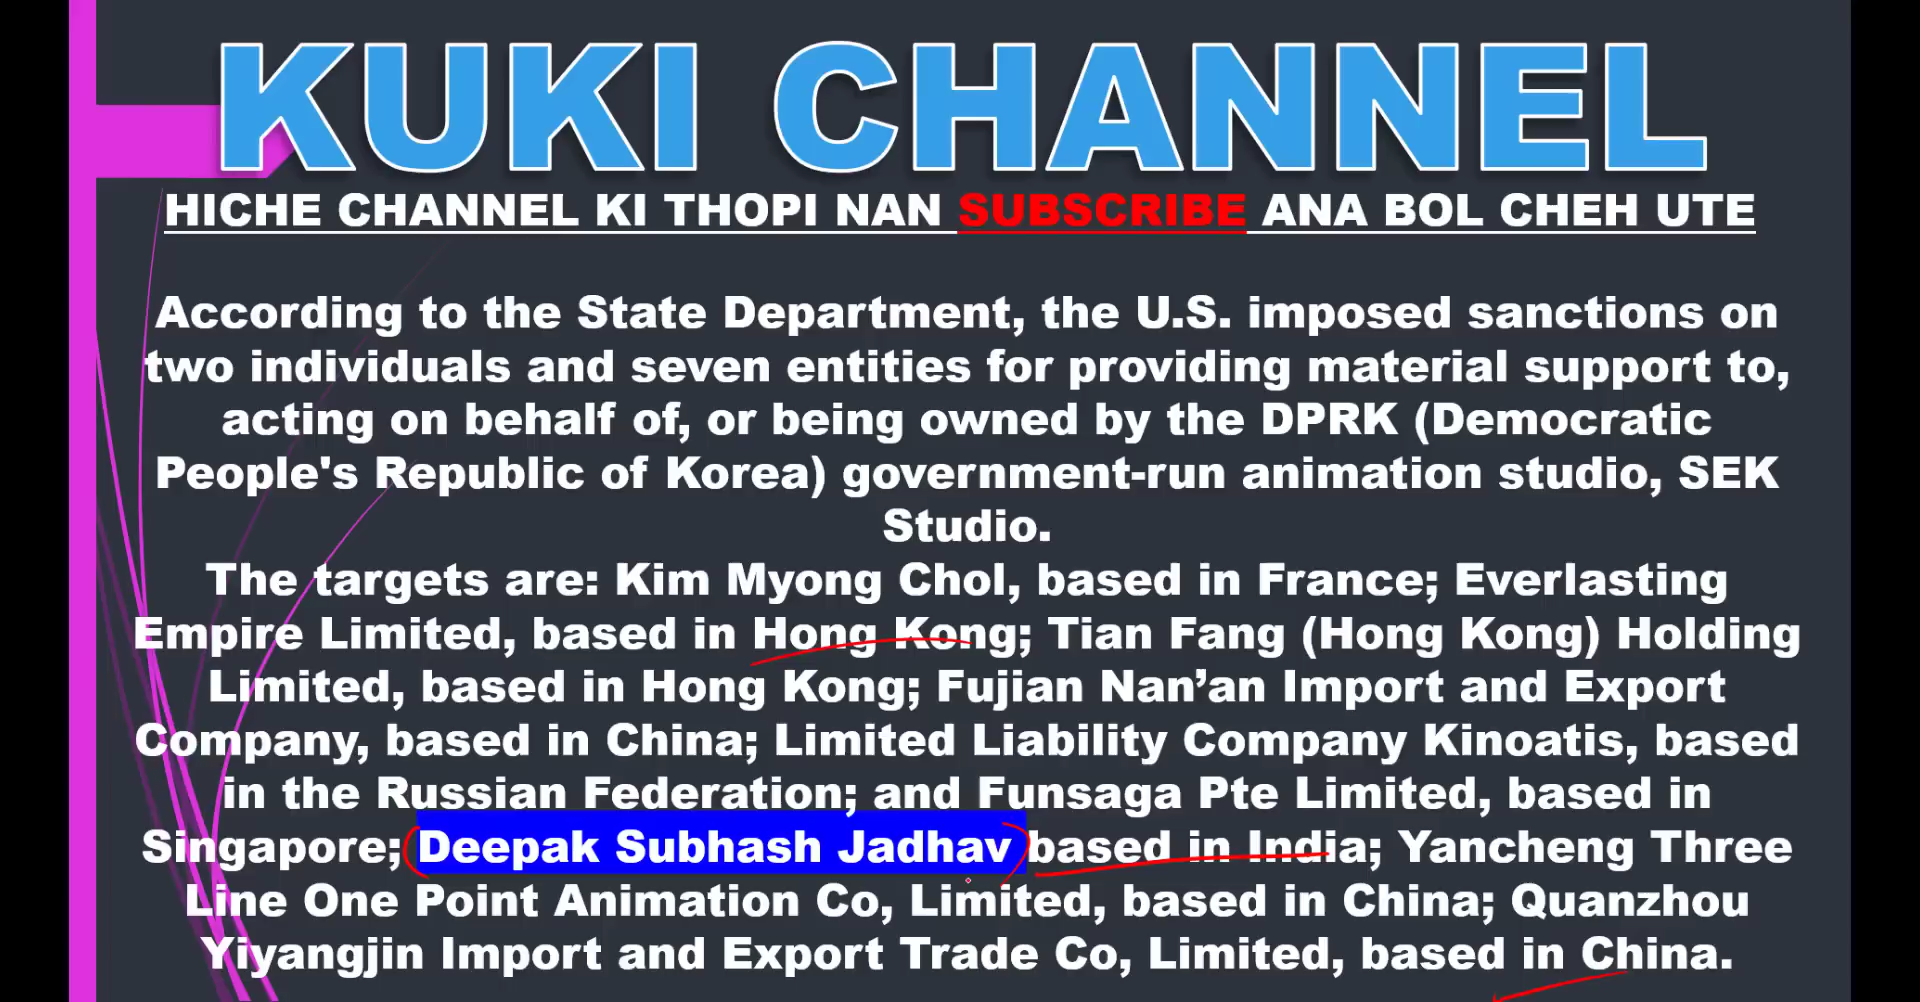 KUKI CHANNEL
HICHE CHANNEL KI THOPI NAN SUBSCRIBE ANA BOL CHEH UTE
According to the State Department, the U.S. imposed sanctions on
two individuals and seven entities for providing material support to,
acting on behalf of, or being owned by the DPRK (Democratic
People's Republic of Korea) government-run animation studio, SEK
Studio.
The targets are: Kim Myong Chol, based in France; Everlasting
Empire Limited, based in Hong Kong; Tian Fang (Hong Kong) Holding
Limited, based in Hong Kong; Fujian Nan’an Import and Export
Company, based in China; Limited Liability Company Kinoatis, based
in the Russian Federation; and Funsaga Pte Limited, based in
Singapore; Deepak Subhash Jadhav based in India; Yancheng Three
Line One Point Animation Co, Limited, based in China; Quanzhou
Yiyangjin Import and Export Trade Co, Limited, based in China.